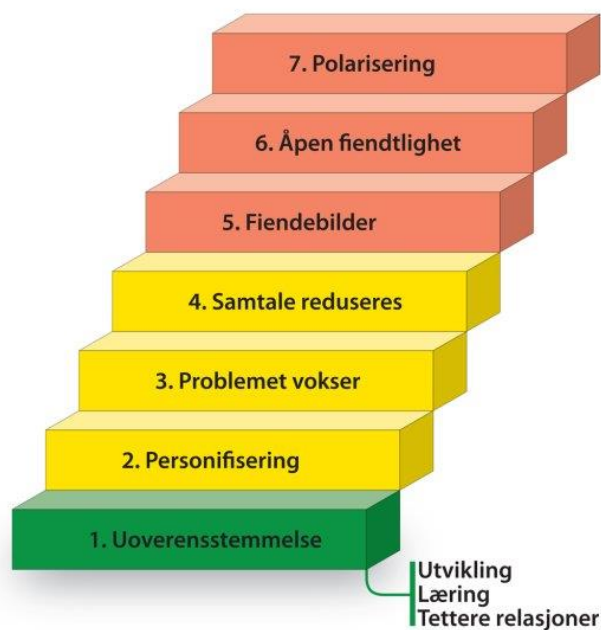 7. Polarisering
6. Åpen fiendtlighet
5. Fiendebilder
4. Samtale reduseres
3. Problemet vokser
2. Personifisering
1. Uoverensstemmelse
Utvikling
Læring
Tettere relasjoner